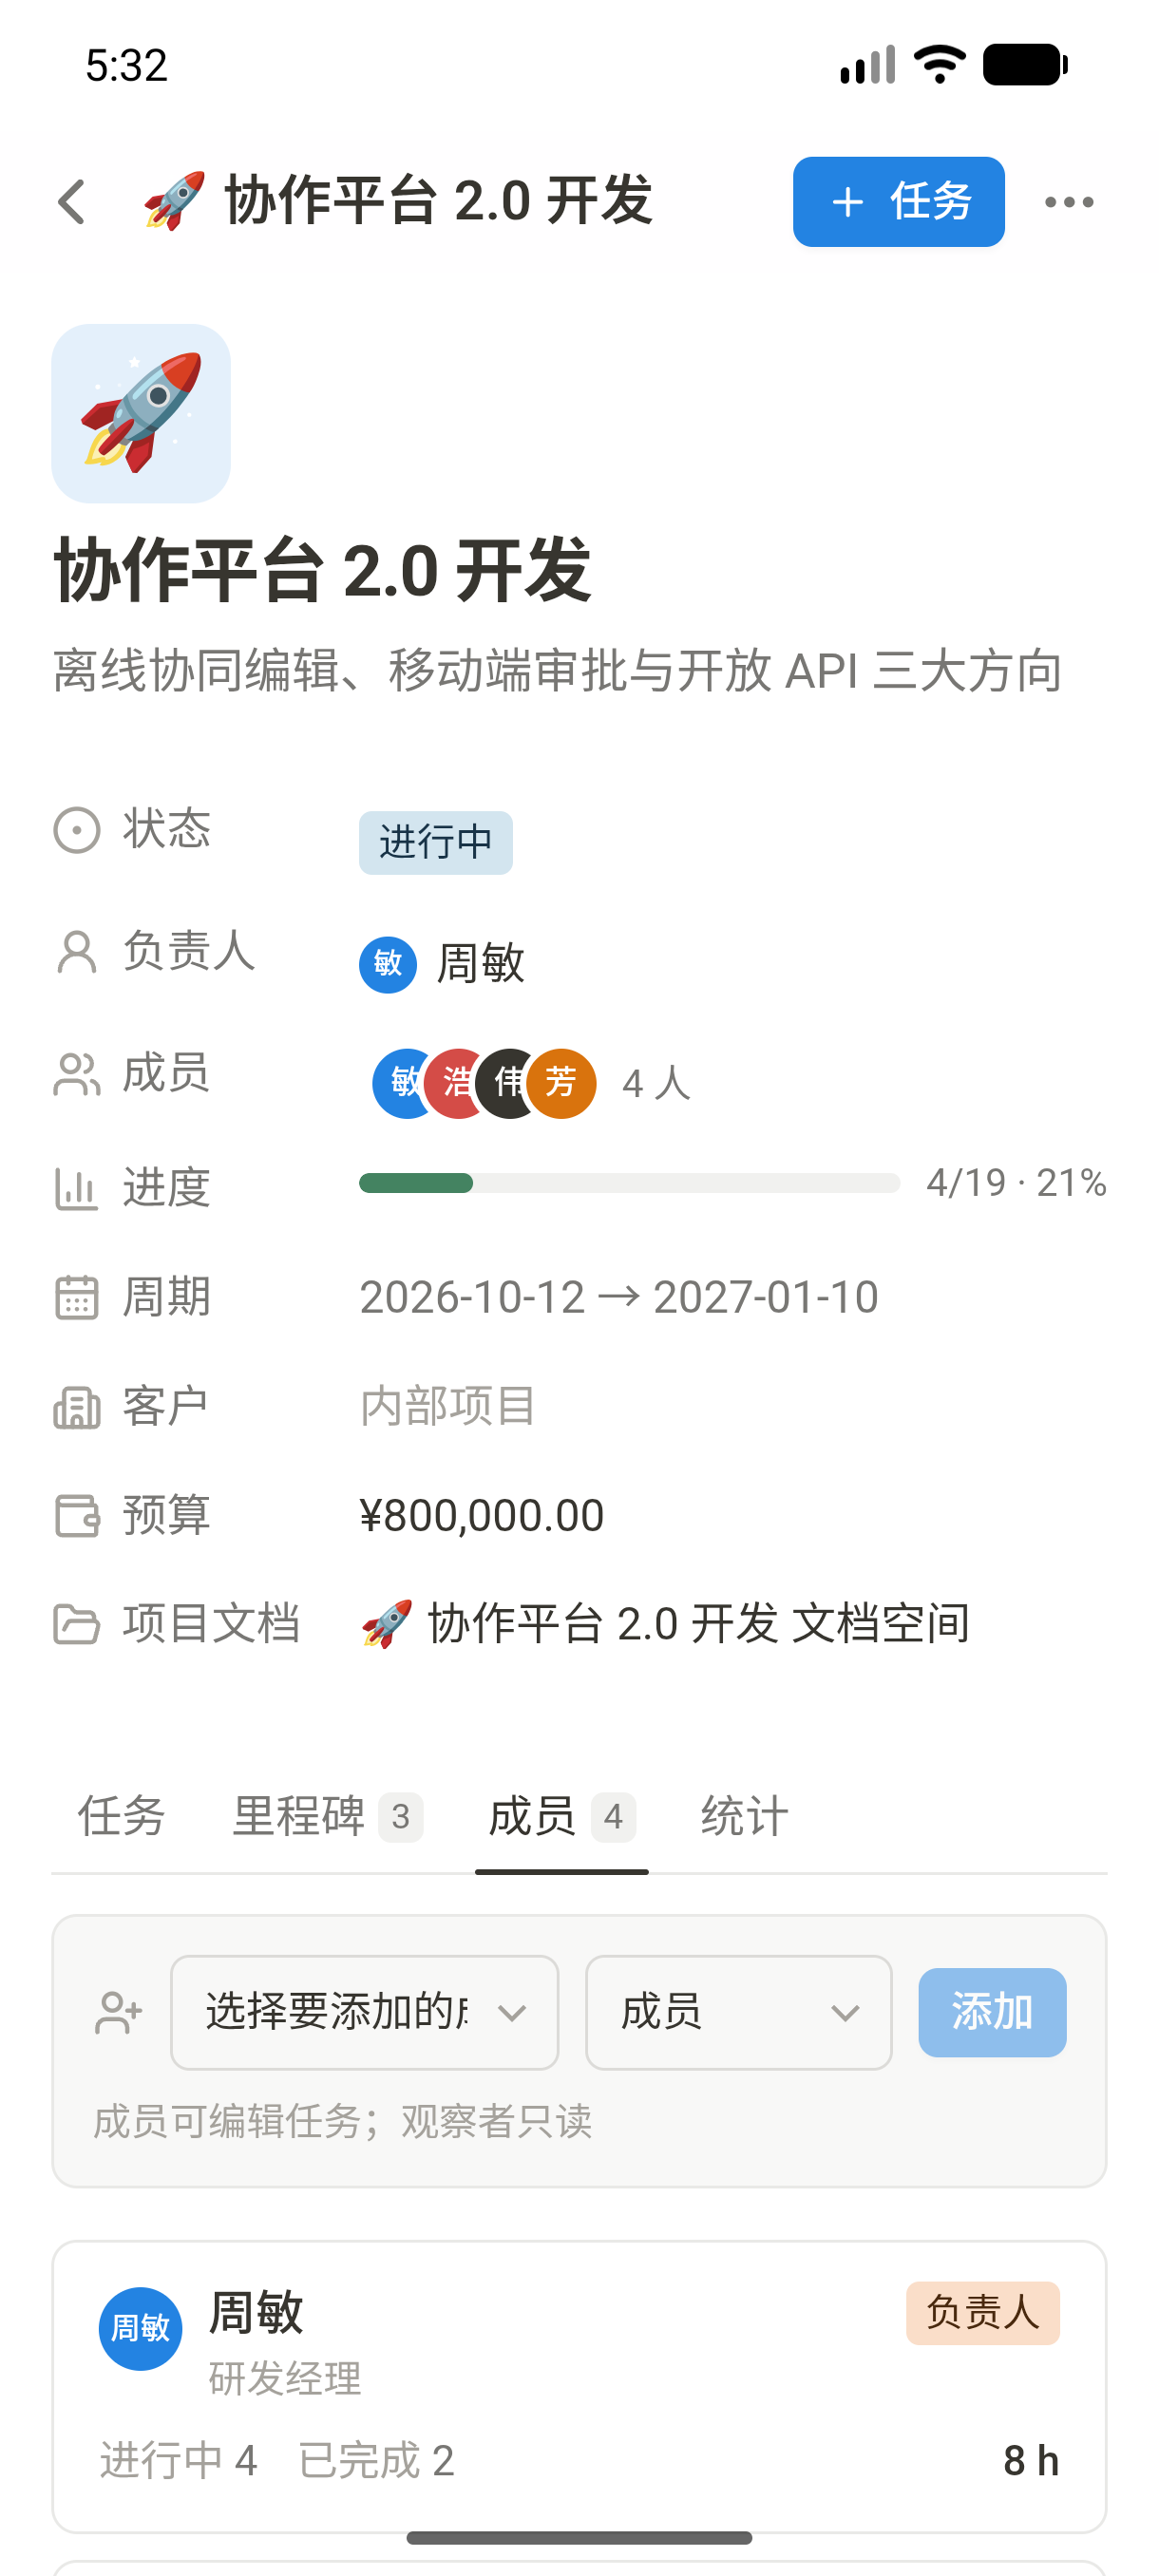 5:32
🚀 协作平台 2.0 开发
+ 任务
协作平台 2.0 开发
离线协同编辑、移动端审批与开放 API 三大方向
状态 进行中
负责人 敏 周敏
成员 敏 浩 伟 芳 4 人
进度 4/19 · 21%
周期 2026-10-12 → 2027-01-10
客户 内部项目
预算 ¥800,000.00
项目文档 🚀 协作平台 2.0 开发 文档空间
任务 里程碑 3 成员 4 统计
选择要添加的 成员 添加
成员可编辑任务；观察者只读
周敏 周敏 负责人
研发经理
进行中 4 已完成 2 8 h